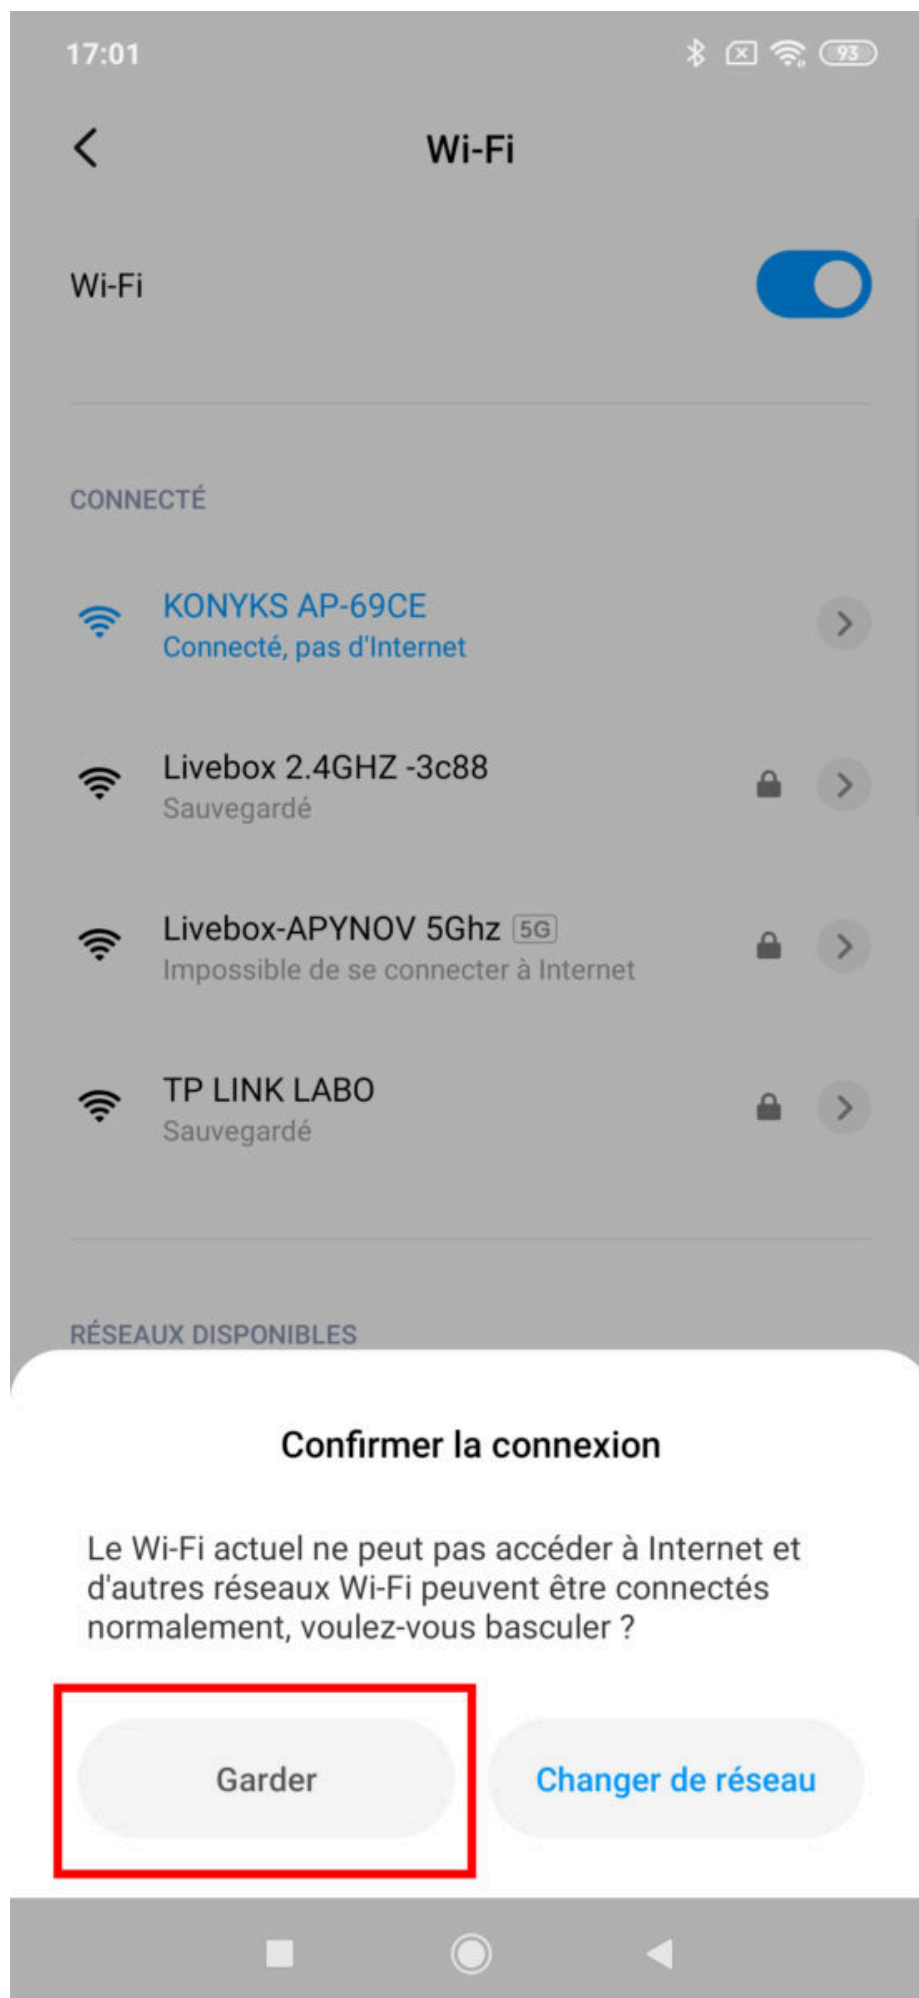 17:01
93
Wi-Fi
Wi-Fi
CONNECTÉ
KONYKS AP-69CE
Connecté, pas d'Internet
Livebox 2.4GHZ -3c88
Sauvegardé
Livebox-APYNOV 5Ghz 5G
Impossible de se connecter à Internet
TP LINK LABO
Sauvegardé
RÉSEAUX DISPONIBLES
Confirmer la connexion
Le Wi-Fi actuel ne peut pas accéder à Internet et
d'autres réseaux Wi-Fi peuvent être connectés
normalement, voulez-vous basculer ?
Garder
Changer de réseau